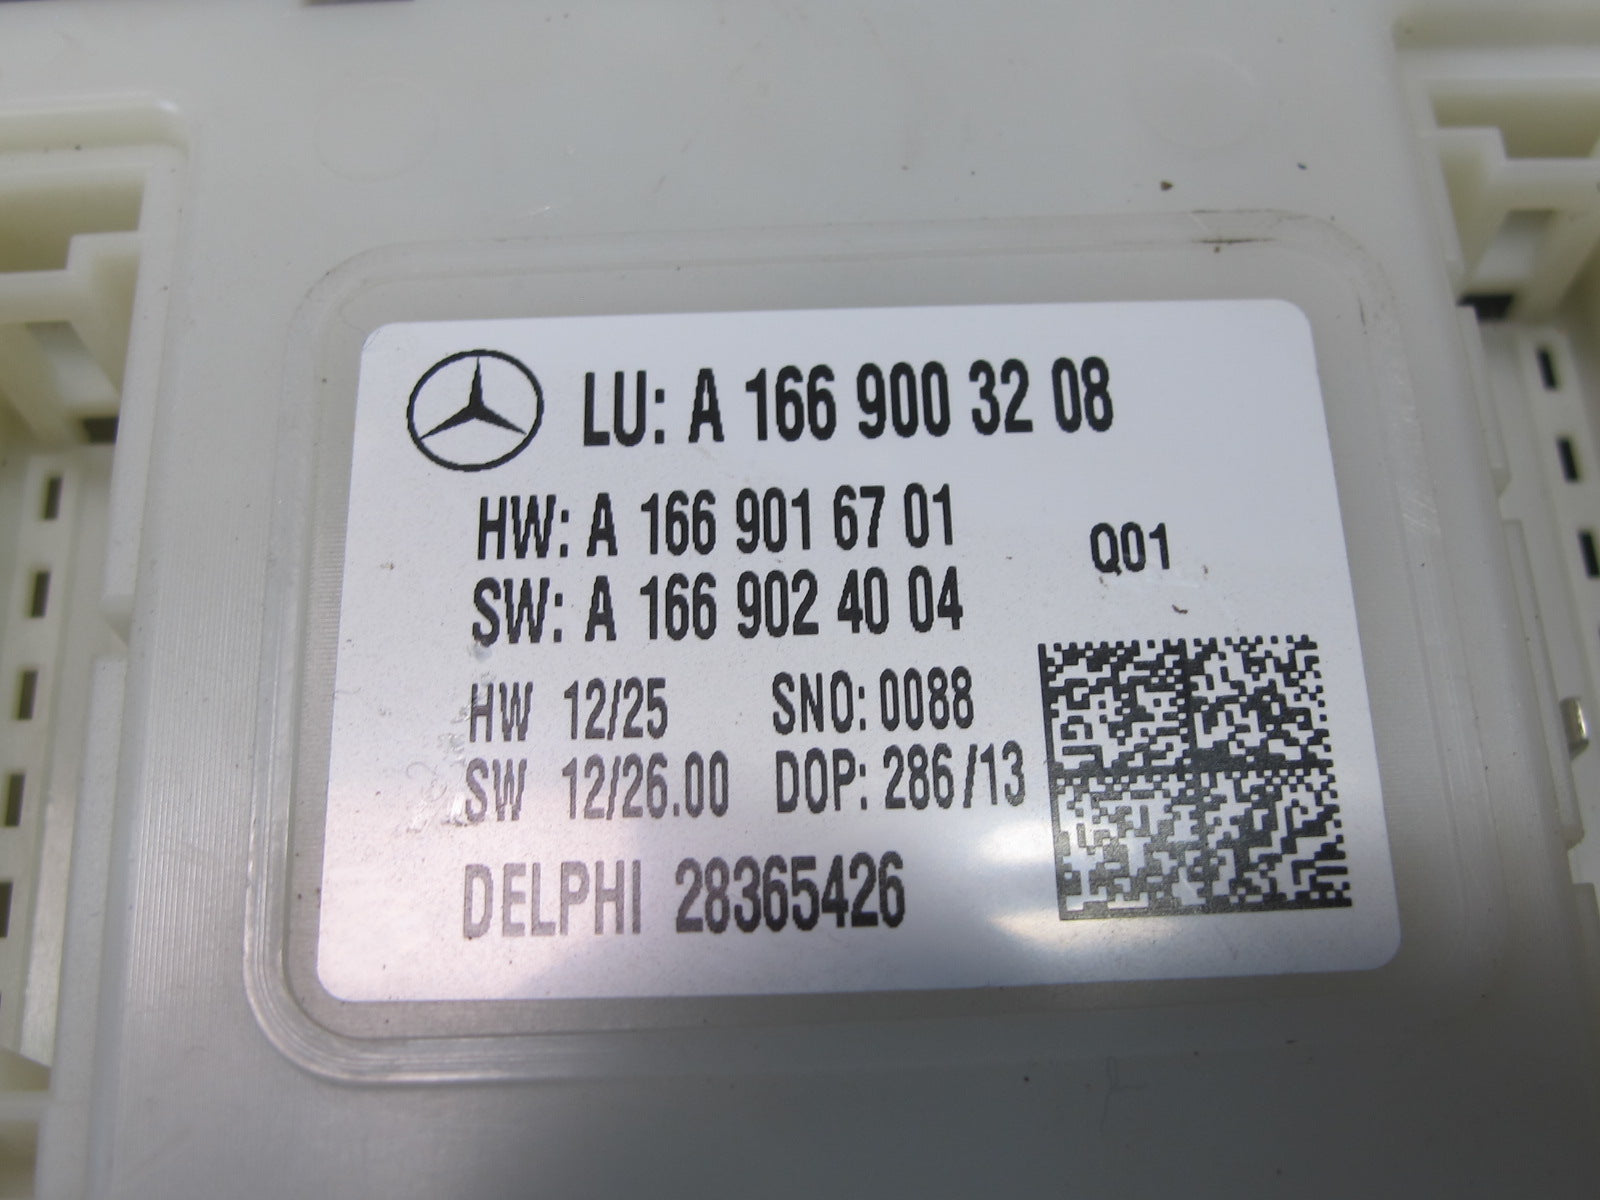 LU: A 166 900 32 08
HW: A 166 901 67 01
Q01
SW: A 166 902 40 04
HW 12/25 SNO: 0088
SW 12/26.00 DOP: 286/13
DELPHI 28365426